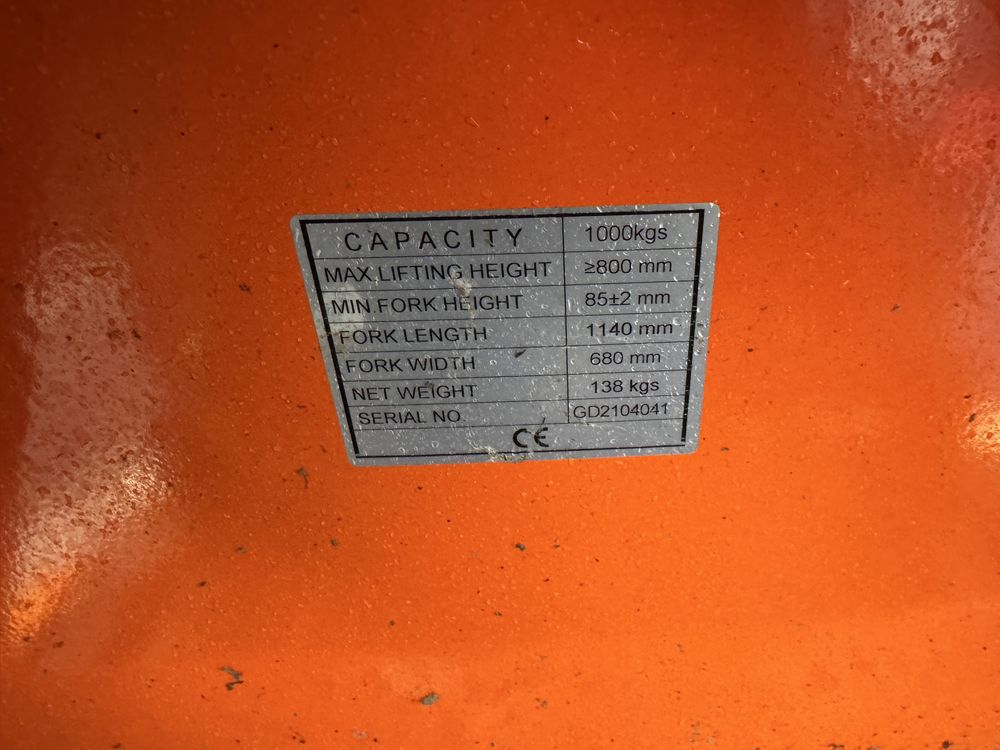 CAPACITY 1000kgs
MAX.LIFTING HEIGHT ≥800 mm
MIN.FORK HEIGHT 85±2 mm
FORK LENGTH 1140 mm
FORK WIDTH 680 mm
NET WEIGHT 138 kgs
SERIAL NO. GD2104041
CE